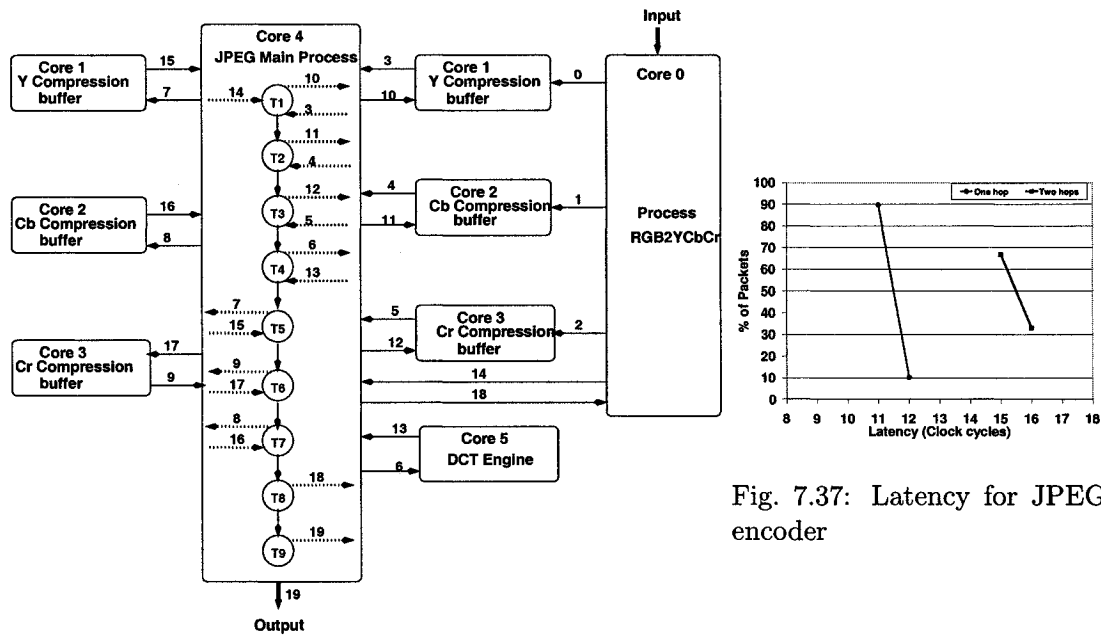 Input
Core 4
JPEG Main Process
Core 1
Y Compression
buffer
15
7
14
10
T1
3
11
T2
4
12
T3
5
6
T4
13
7
T5
15
9
T6
17
8
T7
16
18
T8
19
T9
19
Output
Core 2
Cb Compression
buffer
16
8
Core 3
Cr Compression
buffer
17
9
3
10
Core 1
Y Compression
buffer
0
4
11
Core 2
Cb Compression
buffer
1
5
12
Core 3
Cr Compression
buffer
2
14
18
13
6
Core 5
DCT Engine
Core 0
Process
RGB2YCbCr
One hop
Two hops
% of Packets
100
90
80
70
60
50
40
30
20
10
0
8 9 10 11 12 13 14 15 16 17 18
Latency (Clock cycles)
Fig. 7.37: Latency for JPEG
encoder